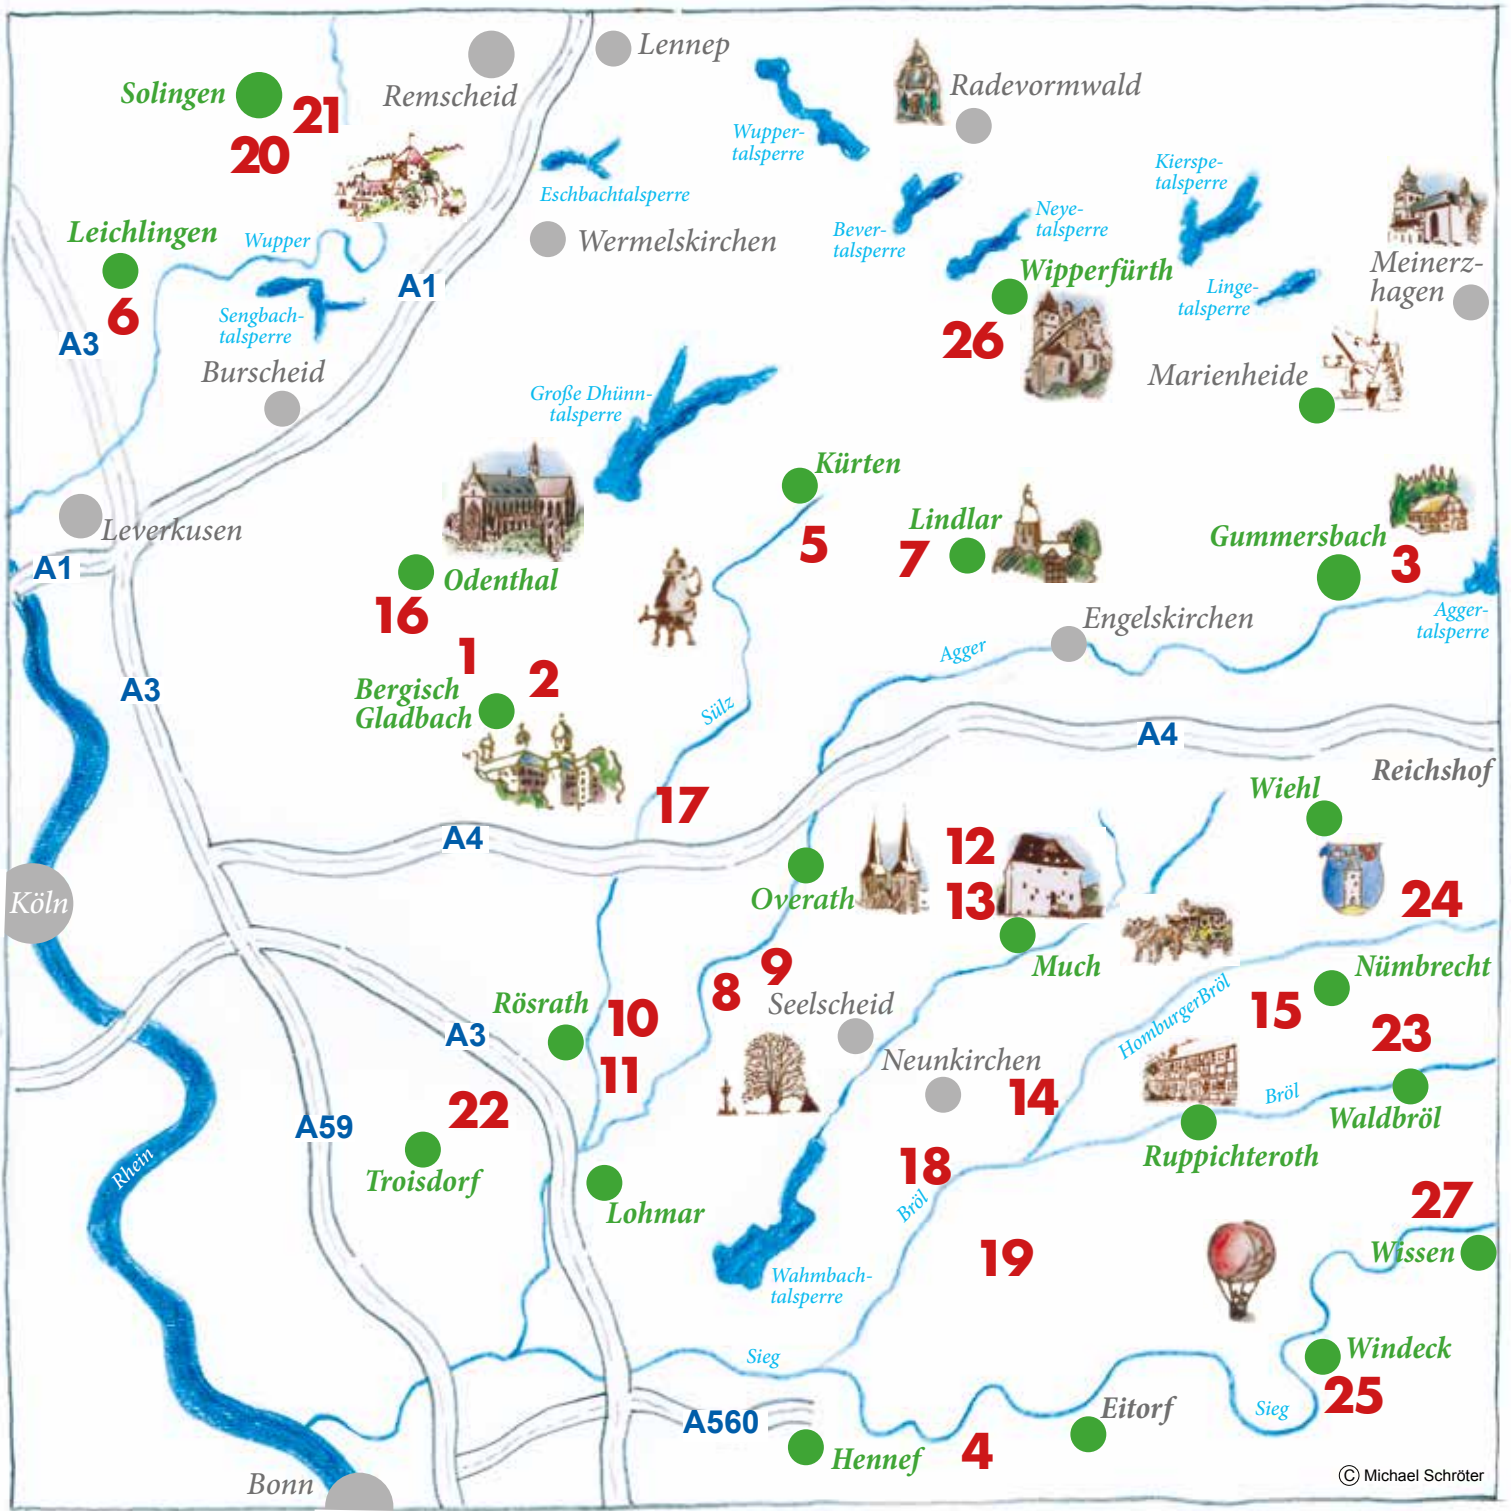 Lennep
Remscheid
Solingen
21
20
Radevormwald
Wupper-
talsperre
Eschbachtalsperre
Kierspe-
talsperre
Bever-
talsperre
Neye-
talsperre
Leichlingen
Wupper
Wermelskirchen
6
A3
A1
Sengbach-
talsperre
Wipperfürth
26
Linge-
talsperre
Meinerz-
hagen
Burscheid
Marienheide
Große Dhünn-
talsperre
Kürten
5
Lindlar
7
Gummersbach
3
Leverkusen
A1
Odenthal
16
Engelskirchen
Agger-
talsperre
Agger
1
2
Bergisch
Gladbach
A3
Sülz
A4
Reichshof
Wiehl
17
A4
12
13
Overath
24
Köln
Much
Nümbrecht
9
8
Seelscheid
15
HomburgerBröl
Rösrath
10
11
A3
23
Neunkirchen
14
Bröl
Waldbröl
22
A59
Troisdorf
Ruppichteroth
18
Bröl
Rhein
Lohmar
27
Wissen
19
Wahmbach-
talsperre
Sieg
Windeck
25
Sieg
A560
Eitorf
Hennef
4
Bonn
© Michael Schröter